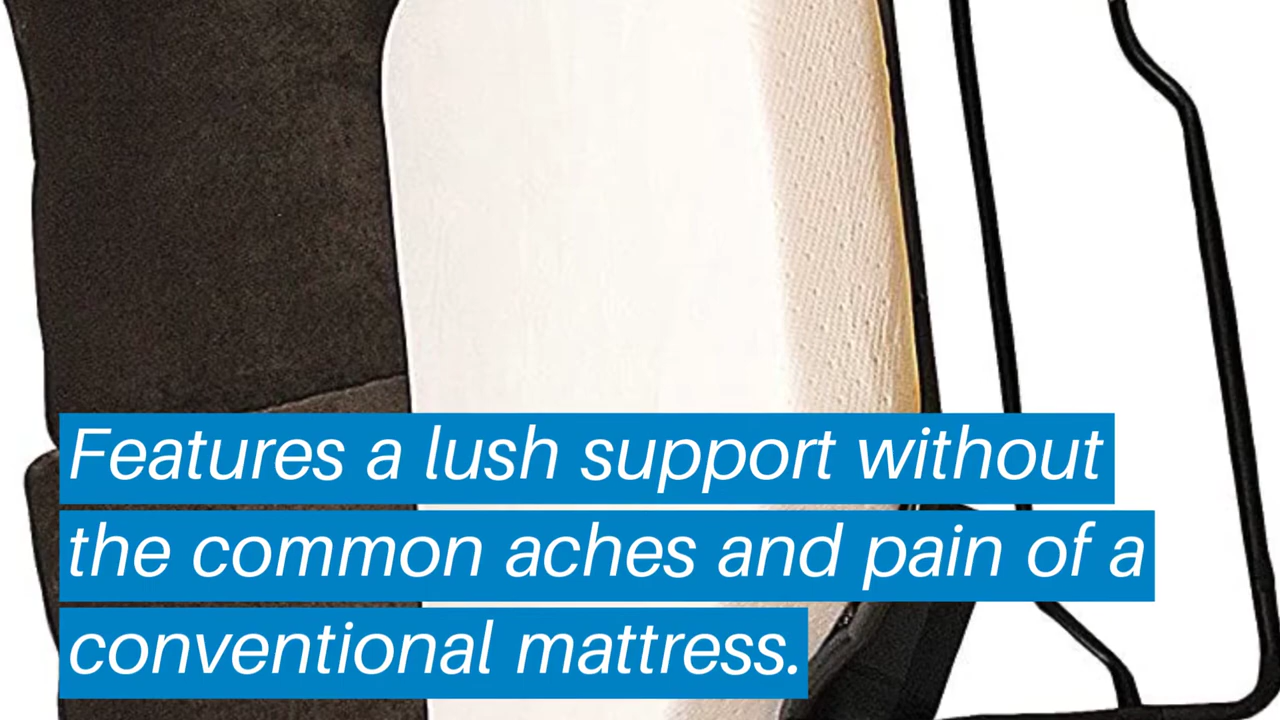 Features a lush support without
the common aches and pain of a
conventional mattress.